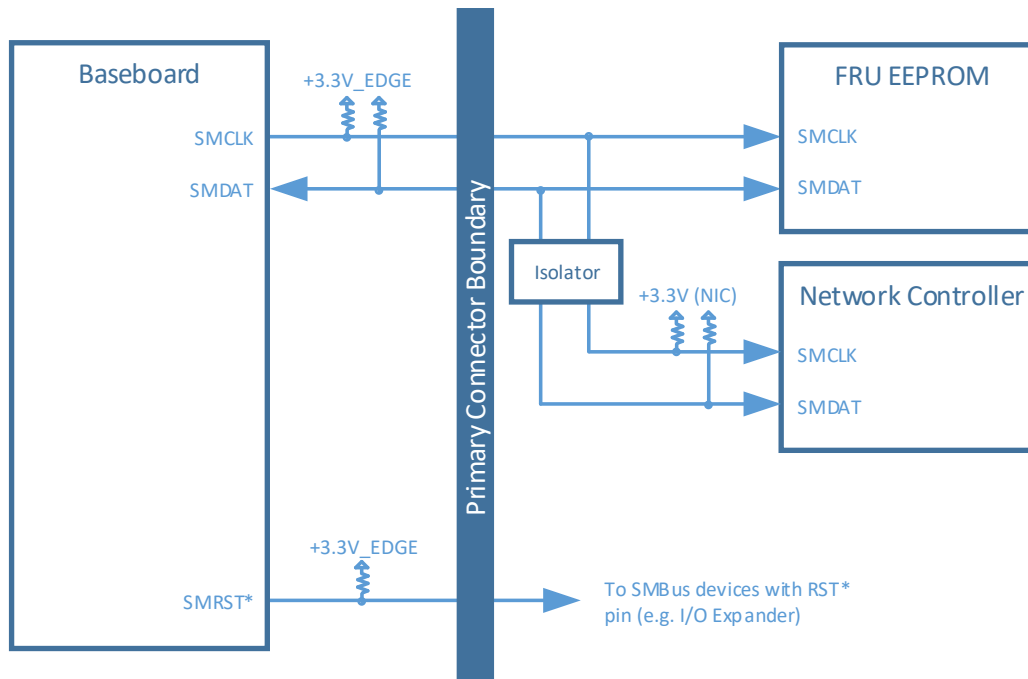 Baseboard
+3.3V_EDGE
SMCLK
SMDAT
+3.3V_EDGE
SMRST*
Primary Connector Boundary
FRU EEPROM
SMCLK
SMDAT
Isolator
+3.3V (NIC)
Network Controller
SMCLK
SMDAT
To SMBus devices with RST*
pin (e.g. I/O Expander)